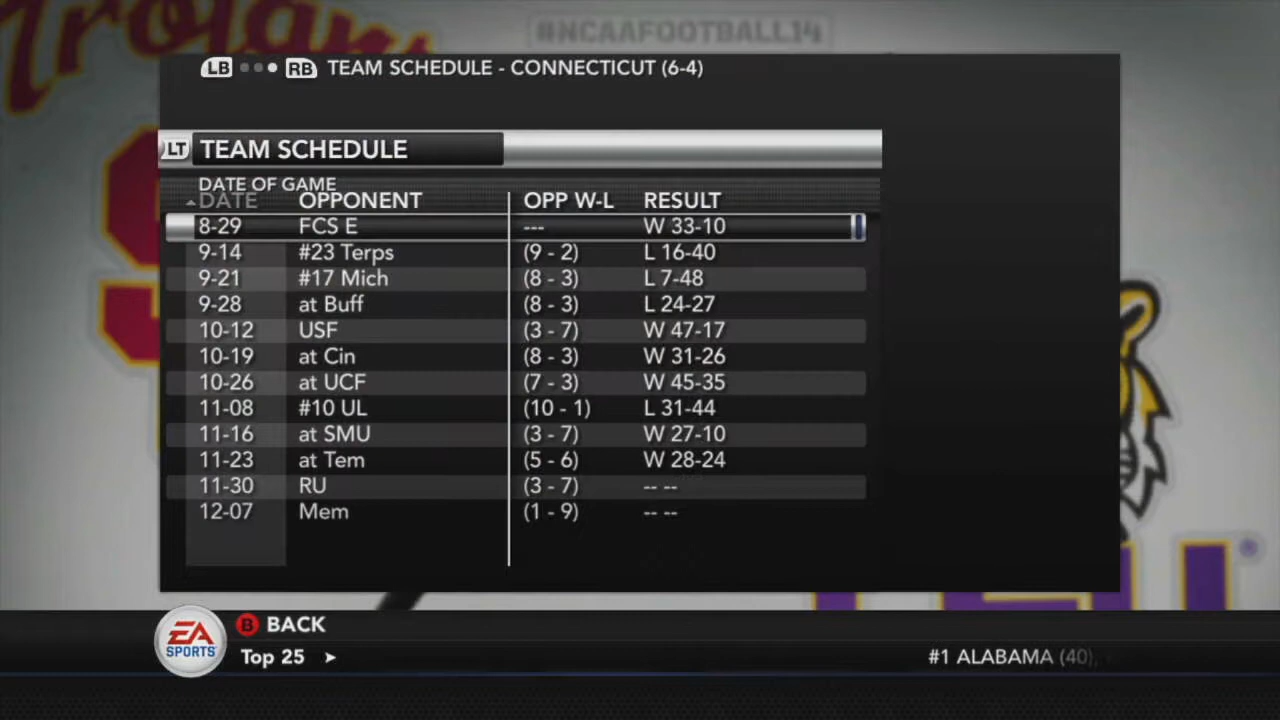 Trojans
#NCAAFOOTBALL14
LB RB TEAM SCHEDULE - CONNECTICUT (6-4)
LT TEAM SCHEDULE
DATE OF GAME
DATE OPPONENT OPP W-L RESULT
8-29 FCS E --- W 33-10
9-14 #23 Terps (9 - 2) L 16-40
9-21 #17 Mich (8 - 3) L 7-48
9-28 at Buff (8 - 3) L 24-27
10-12 USF (3 - 7) W 47-17
10-19 at Cin (8 - 3) W 31-26
10-26 at UCF (7 - 3) W 45-35
11-08 #10 UL (10 - 1) L 31-44
11-16 at SMU (3 - 7) W 27-10
11-23 at Tem (5 - 6) W 28-24
11-30 RU (3 - 7) -- --
12-07 Mem (1 - 9) -- --
EA SPORTS
B BACK
Top 25 #1 ALABAMA (40),